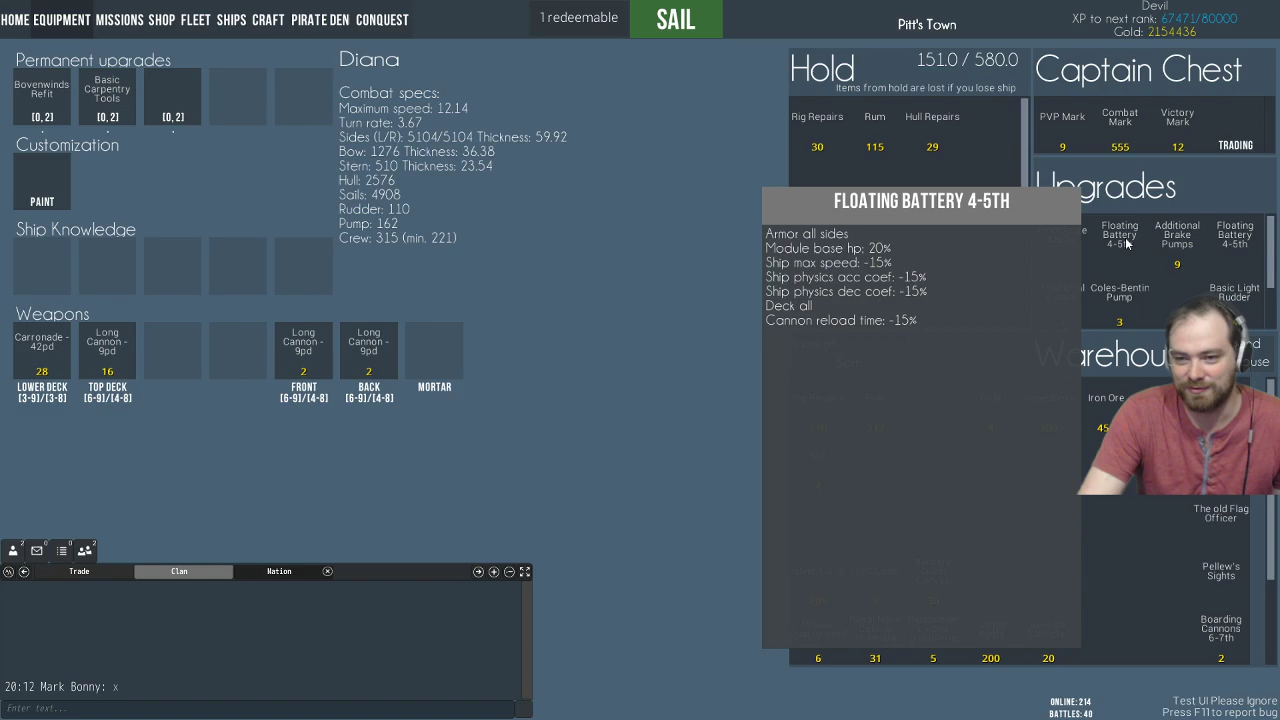 HOME EQUIPMENT MISSIONS SHOP FLEET SHIPS CRAFT PIRATE DEN CONQUEST
1 redeemable
SAIL
Pitt's Town
Devil
XP to next rank: 67471/80000
Gold: 2154436
Permanent upgrades
Bovenwinds Refit
[0, 2]
Basic Carpentry Tools
[0, 2]
[0, 2]
Customization
PAINT
Ship Knowledge
Weapons
Carronade - 42pd
28
LOWER DECK
[3-9]/[3-8]
Long Cannon - 9pd
16
TOP DECK
[6-9]/[4-8]
Long Cannon - 9pd
2
FRONT
[6-9]/[4-8]
Long Cannon - 9pd
2
BACK
[6-9]/[4-8]
MORTAR
Diana
Combat specs:
Maximum speed: 12.14
Turn rate: 3.67
Sides (L/R): 5104/5104 Thickness: 59.92
Bow: 1276 Thickness: 36.38
Stern: 510 Thickness: 23.54
Hull: 2576
Sails: 4908
Rudder: 110
Pump: 162
Crew: 315 (min. 221)
Hold
151.0 / 580.0
Items from hold are lost if you lose ship
Rig Repairs
30
Rum
115
Hull Repairs
29
Captain Chest
PVP Mark
9
Combat Mark
555
Victory Mark
12
TRADING
Upgrades
Floating Battery 4-5th
Additional Brake Pumps
9
Floating Battery 4-5th
Coles-Bentin Pump
3
Basic Light Rudder
FLOATING BATTERY 4-5TH
Armor all sides
Module base hp: 20%
Ship max speed: -15%
Ship physics acc coef: -15%
Ship physics dec coef: -15%
Deck all
Cannon reload time: -15%
Iron Ore
The old Flag Officer
Pellew's Sights
Boarding Cannons 6-7th
2
6
31
5
200
20
Trade
Clan
Nation
20:12 Mark Bonny: x
Enter text...
ONLINE: 214
BATTLES: 40
Test UI Please Ignore
Press F11 to report bug